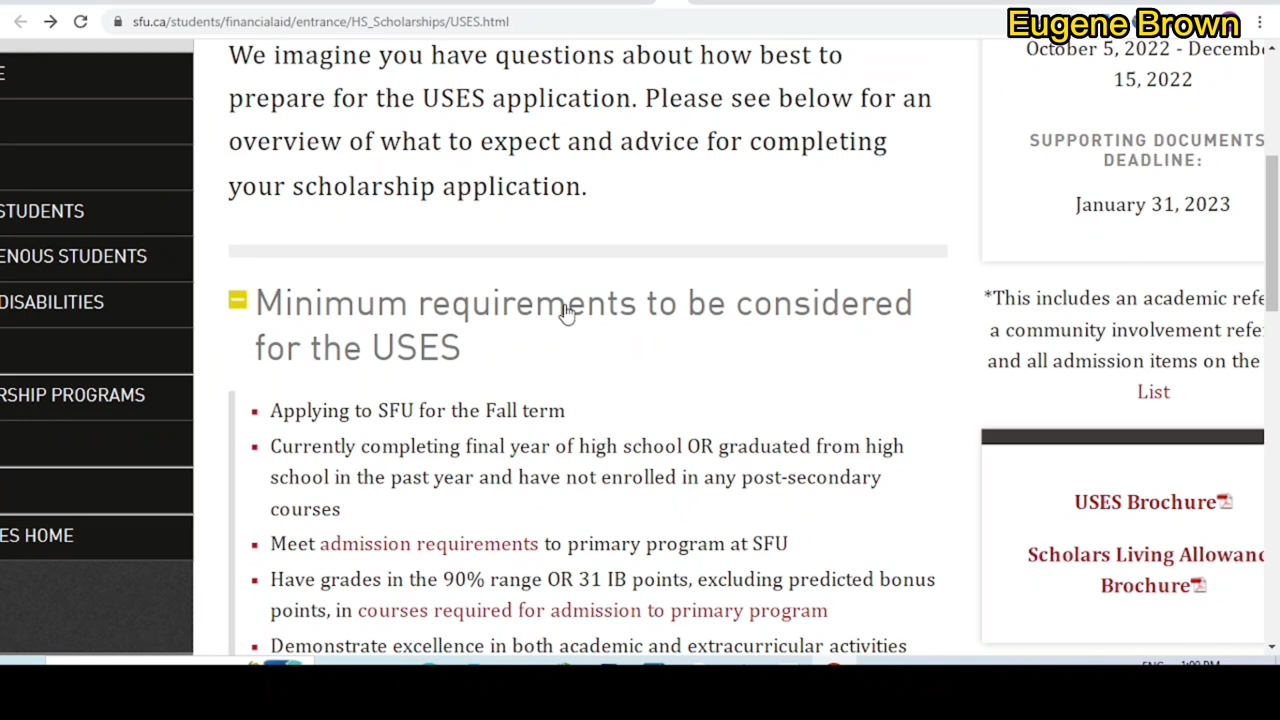 sfu.ca/students/financialaid/entrance/HS_Scholarships/USES.html
Eugene Brown
E
STUDENTS
ENOUS STUDENTS
DISABILITIES
RSHIP PROGRAMS
ES HOME
We imagine you have questions about how best to
prepare for the USES application. Please see below for an
overview of what to expect and advice for completing
your scholarship application.
Minimum requirements to be considered
for the USES
Applying to SFU for the Fall term
Currently completing final year of high school OR graduated from high
school in the past year and have not enrolled in any post-secondary
courses
Meet admission requirements to primary program at SFU
Have grades in the 90% range OR 31 IB points, excluding predicted bonus
points, in courses required for admission to primary program
Demonstrate excellence in both academic and extracurricular activities
October 5, 2022 - Decembe
15, 2022
SUPPORTING DOCUMENTS
DEADLINE:
January 31, 2023
*This includes an academic refe
a community involvement refe
and all admission items on the
List
USES Brochure
Scholars Living Allowanc
Brochure